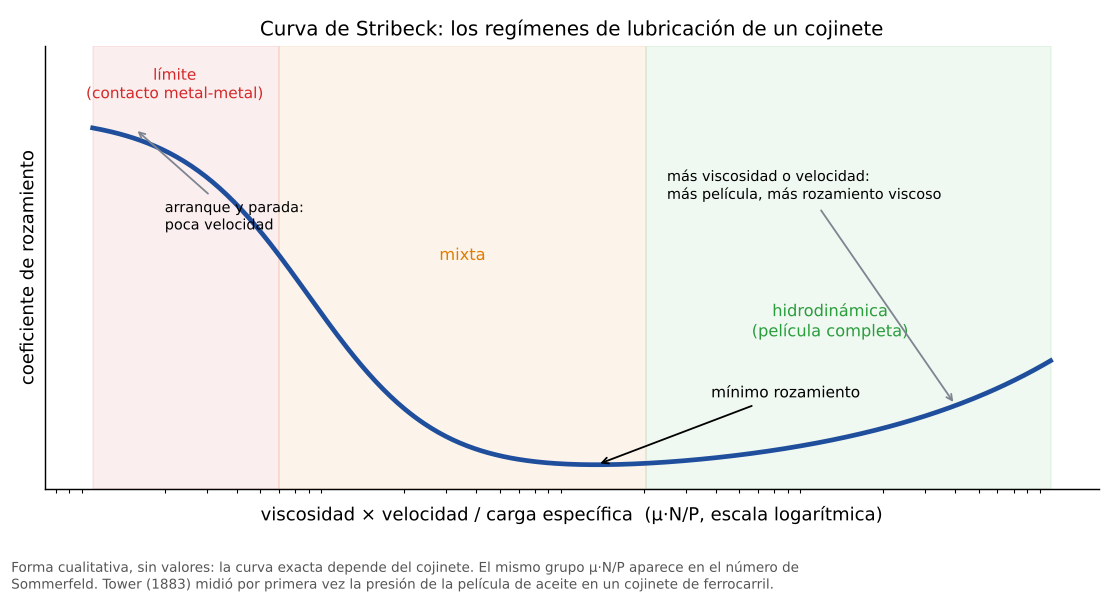 Curva de Stribeck: los regímenes de lubricación de un cojinete
límite
(contacto metal-metal)
arranque y parada:
poca velocidad
mixta
más viscosidad o velocidad:
más película, más rozamiento viscoso
hidrodinámica
(película completa)
mínimo rozamiento
coeficiente de rozamiento
viscosidad × velocidad / carga específica  (μ·N/P, escala logarítmica)
Forma cualitativa, sin valores: la curva exacta depende del cojinete. El mismo grupo μ·N/P aparece en el número de
Sommerfeld. Tower (1883) midió por primera vez la presión de la película de aceite en un cojinete de ferrocarril.